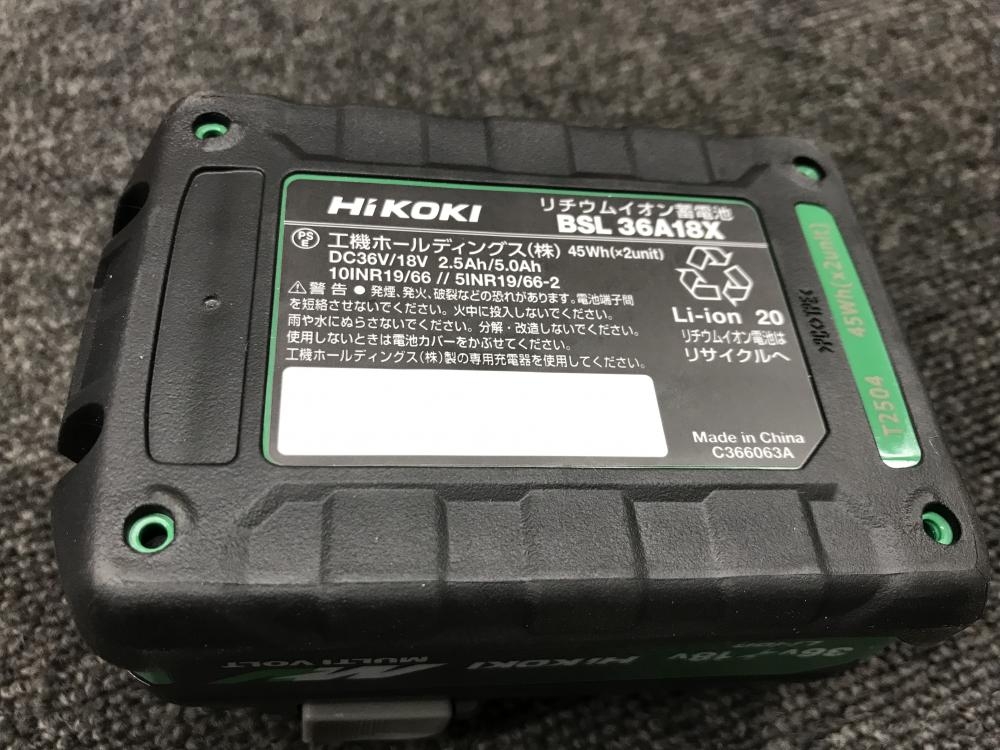 HiKOKI
リチウムイオン蓄電池
BSL 36A18X
PS
E
工機ホールディングス(株) 45Wh(×2unit)
DC36V/18V 2.5Ah/5.0Ah
10INR19/66 // 5INR19/66-2
⚠警告 ● 発煙、発火、破裂などの恐れがあります。電池端子間
を短絡させないでください。火中に投入しないでください。
雨や水にぬらさないでください。分解・改造しないでください。
使用しないときは電池カバーをかぶせてください。
工機ホールディングス(株)製の専用充電器を使用してください。
Li-ion 20
リチウムイオン電池は
リサイクルへ
Made in China
C366063A
T2504 45Wh(×2unit)
MULTI VOLT
HiKOKI
36V 18V